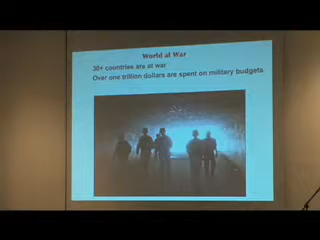 World at War
30+ countries are at war
Over one trillion dollars are spent on military budgets